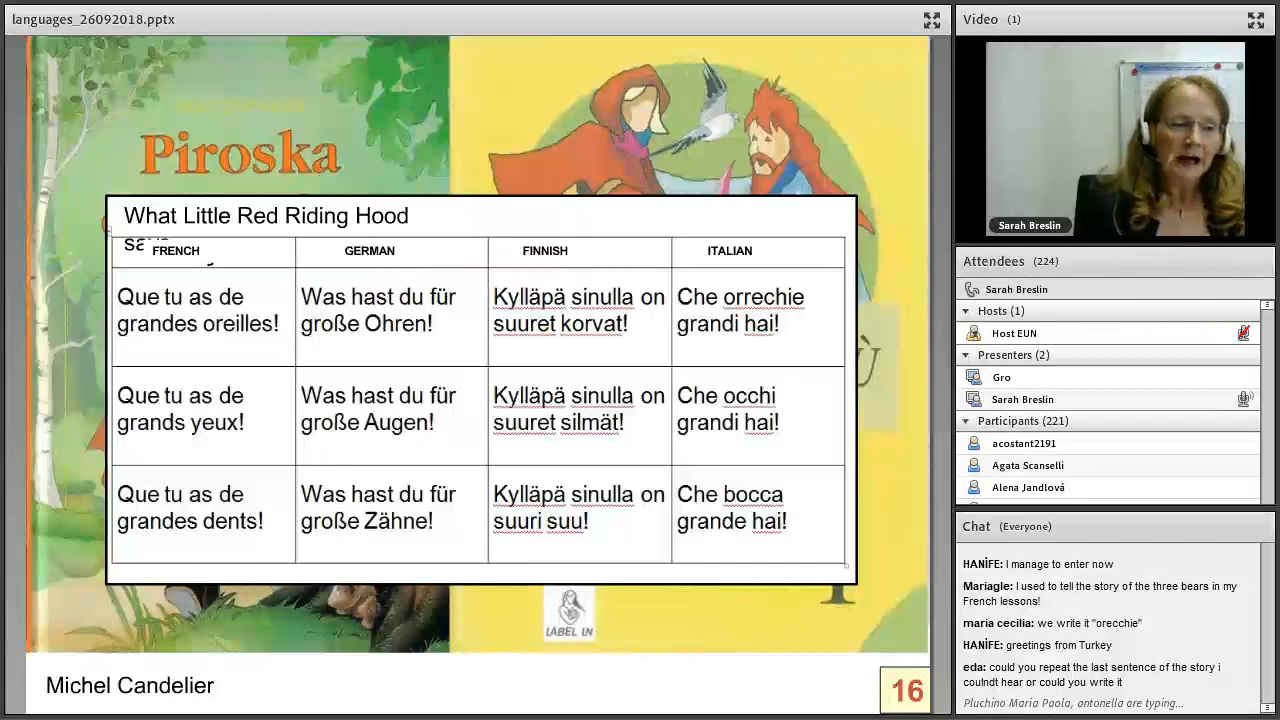 languages_26092018.pptx
Piroska
What Little Red Riding Hood
FRENCH GERMAN FINNISH ITALIAN
Que tu as de
grandes oreilles!
Was hast du für
große Ohren!
Kylläpä sinulla on
suuret korvat!
Che orrechie
grandi hai!
Que tu as de
grands yeux!
Was hast du für
große Augen!
Kylläpä sinulla on
suuret silmät!
Che occhi
grandi hai!
Que tu as de
grandes dents!
Was hast du für
große Zähne!
Kylläpä sinulla on
suuri suu!
Che bocca
grande hai!
LABEL LN
Michel Candelier
16
Video (1)
Sarah Breslin
Attendees (224)
Sarah Breslin
Hosts (1)
Host EUN
Presenters (2)
Gro
Sarah Breslin
Participants (221)
acostant2191
Agata Scanselli
Alena Jandlová
Chat (Everyone)
HANİFE: I manage to enter now
Mariagle: I used to tell the story of the three bears in my
French lessons!
maria cecilia: we write it "orecchie"
HANİFE: greetings from Turkey
eda: could you repeat the last sentence of the story i
coulndt hear or could you write it
Pluchino Maria Paola, antonella are typing...